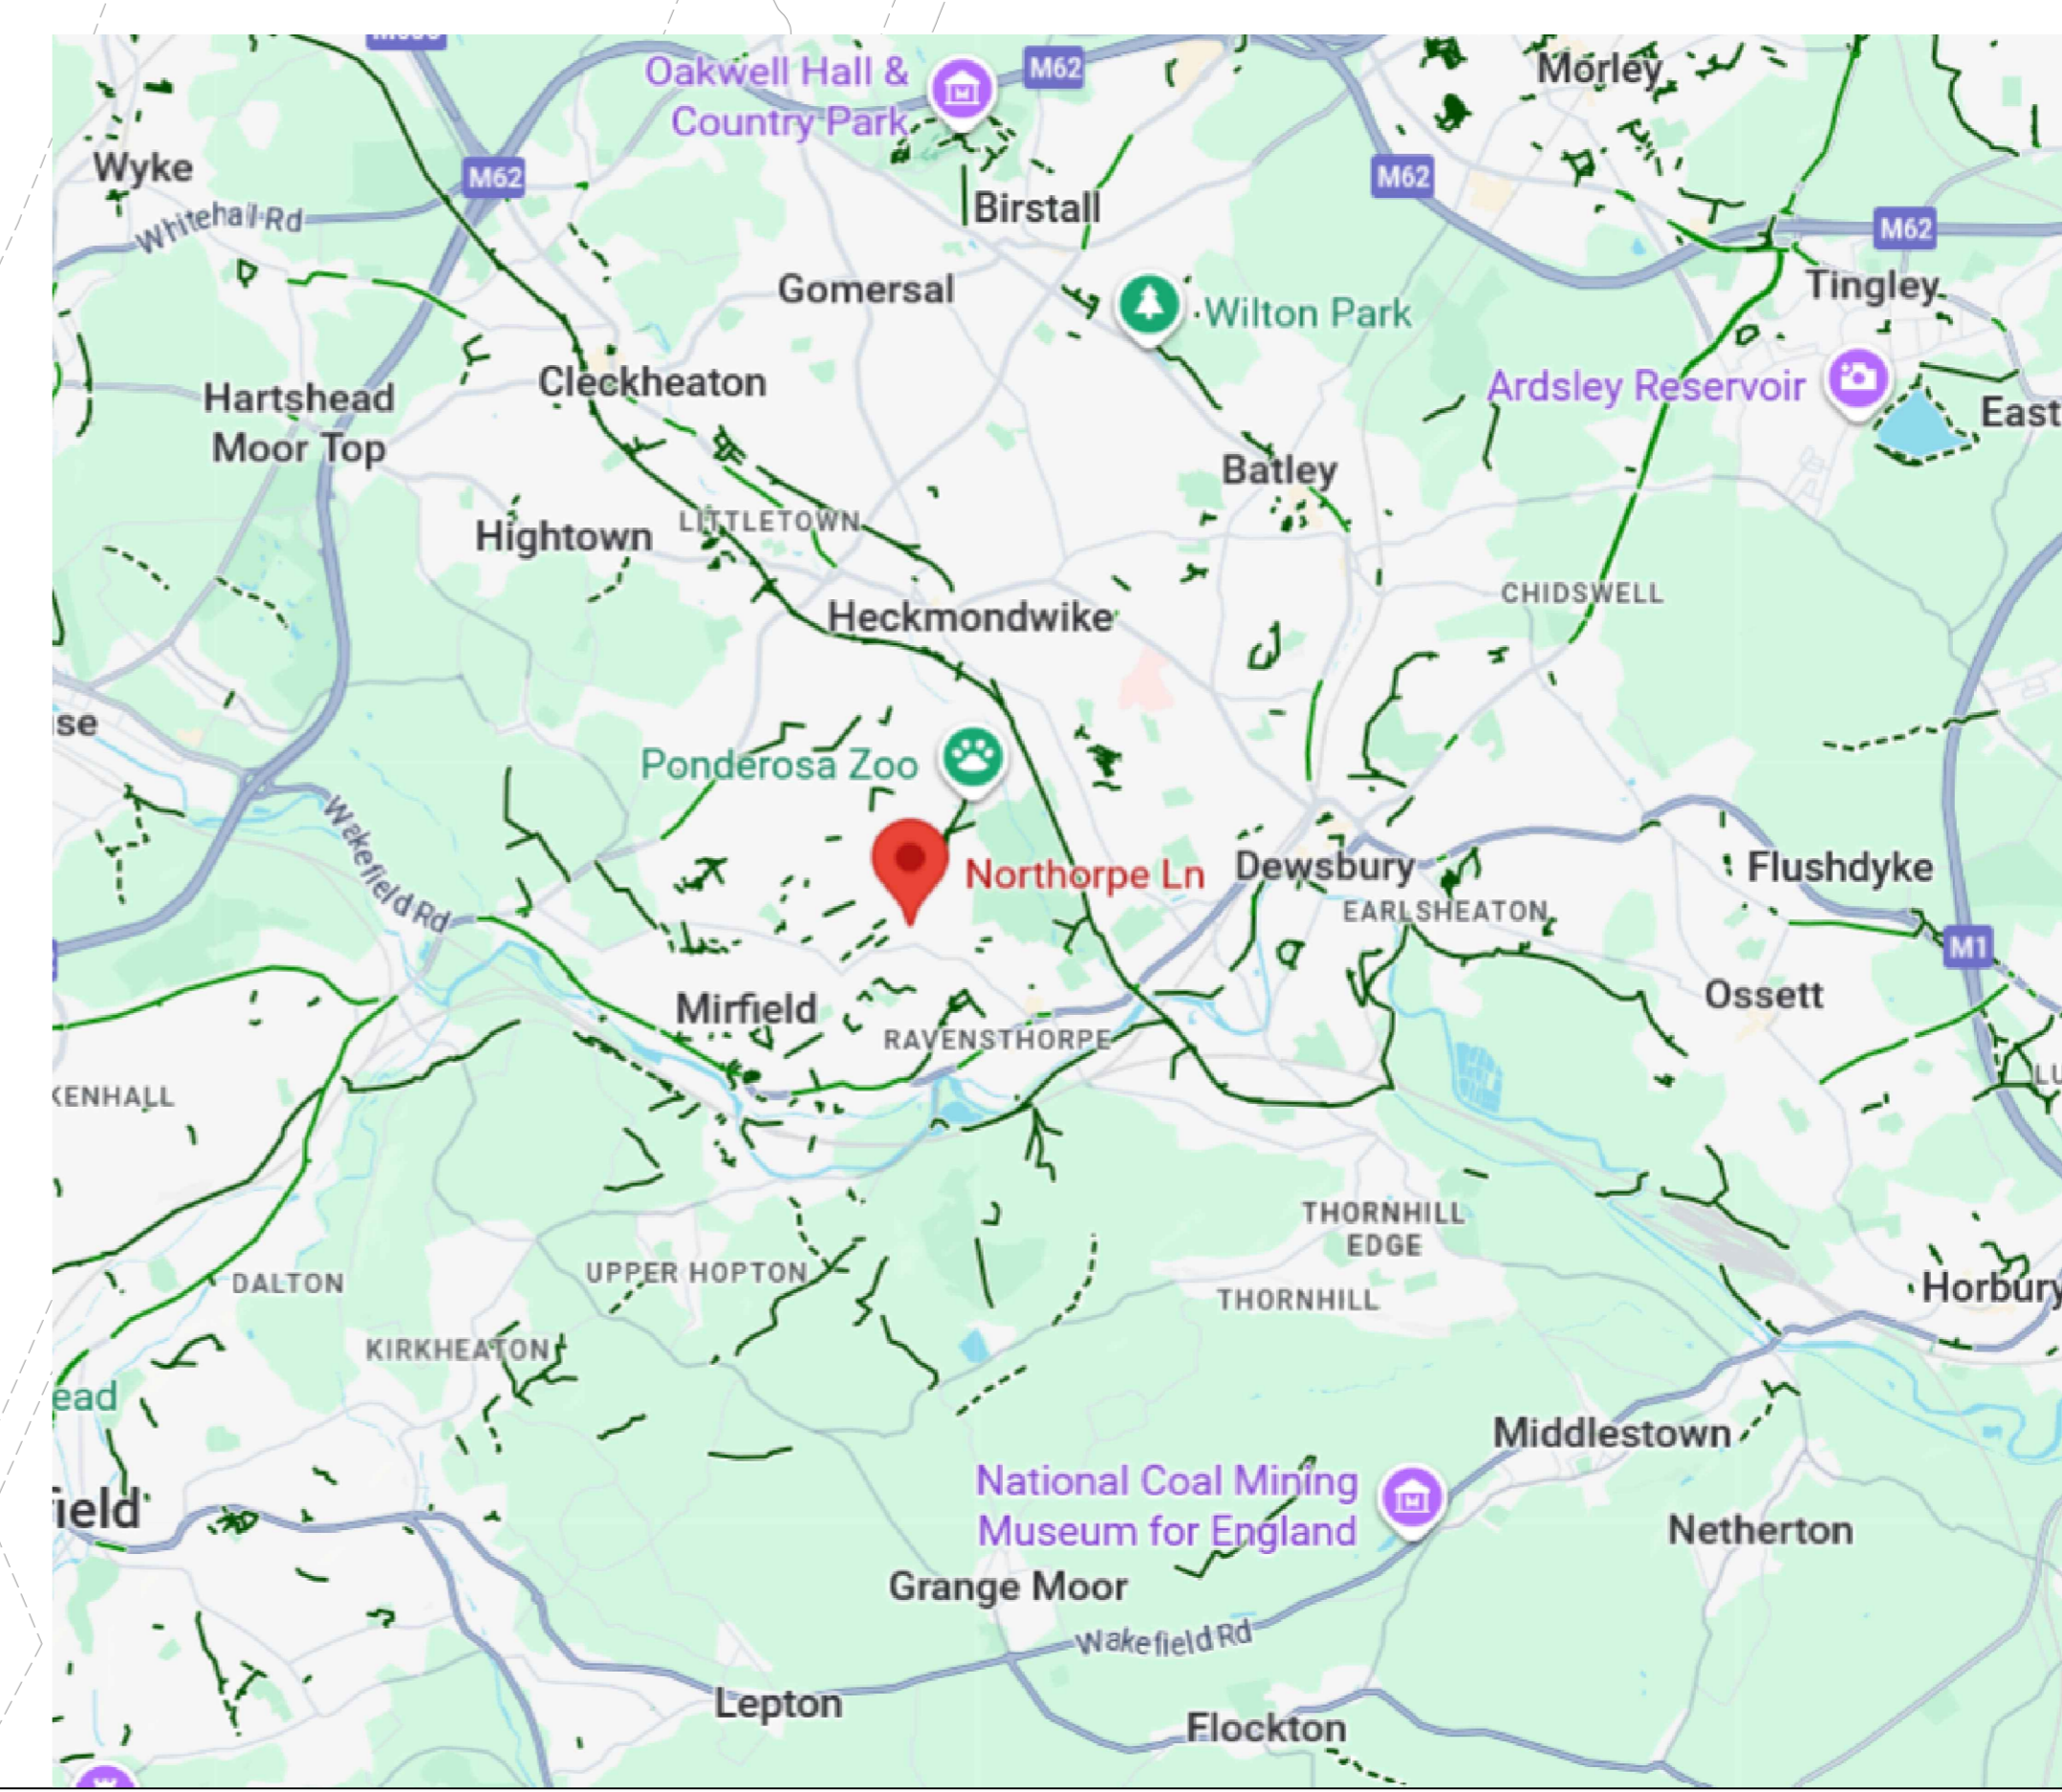 Oakwell Hall &
Country Park
M62
Morley
Wyke
M62
M62
Whitehall Rd
Birstall
M62
Gomersal
Wilton Park
Tingley
Cleckheaton
Ardsley Reservoir
Hartshead
Moor Top
East
Batley
Hightown
LITTLETOWN
CHIDSWELL
Heckmondwike
se
Ponderosa Zoo
Wakefield Rd
Northorpe Ln
Dewsbury
Flushdyke
EARLSHEATON
M1
Mirfield
Ossett
RAVENSTHORPE
KENHALL
LU
THORNHILL
EDGE
UPPER HOPTON
DALTON
Horbury
THORNHILL
KIRKHEATON
ead
Middlestown
National Coal Mining
Museum for England
field
Netherton
Grange Moor
Wakefield Rd
Lepton
Flockton